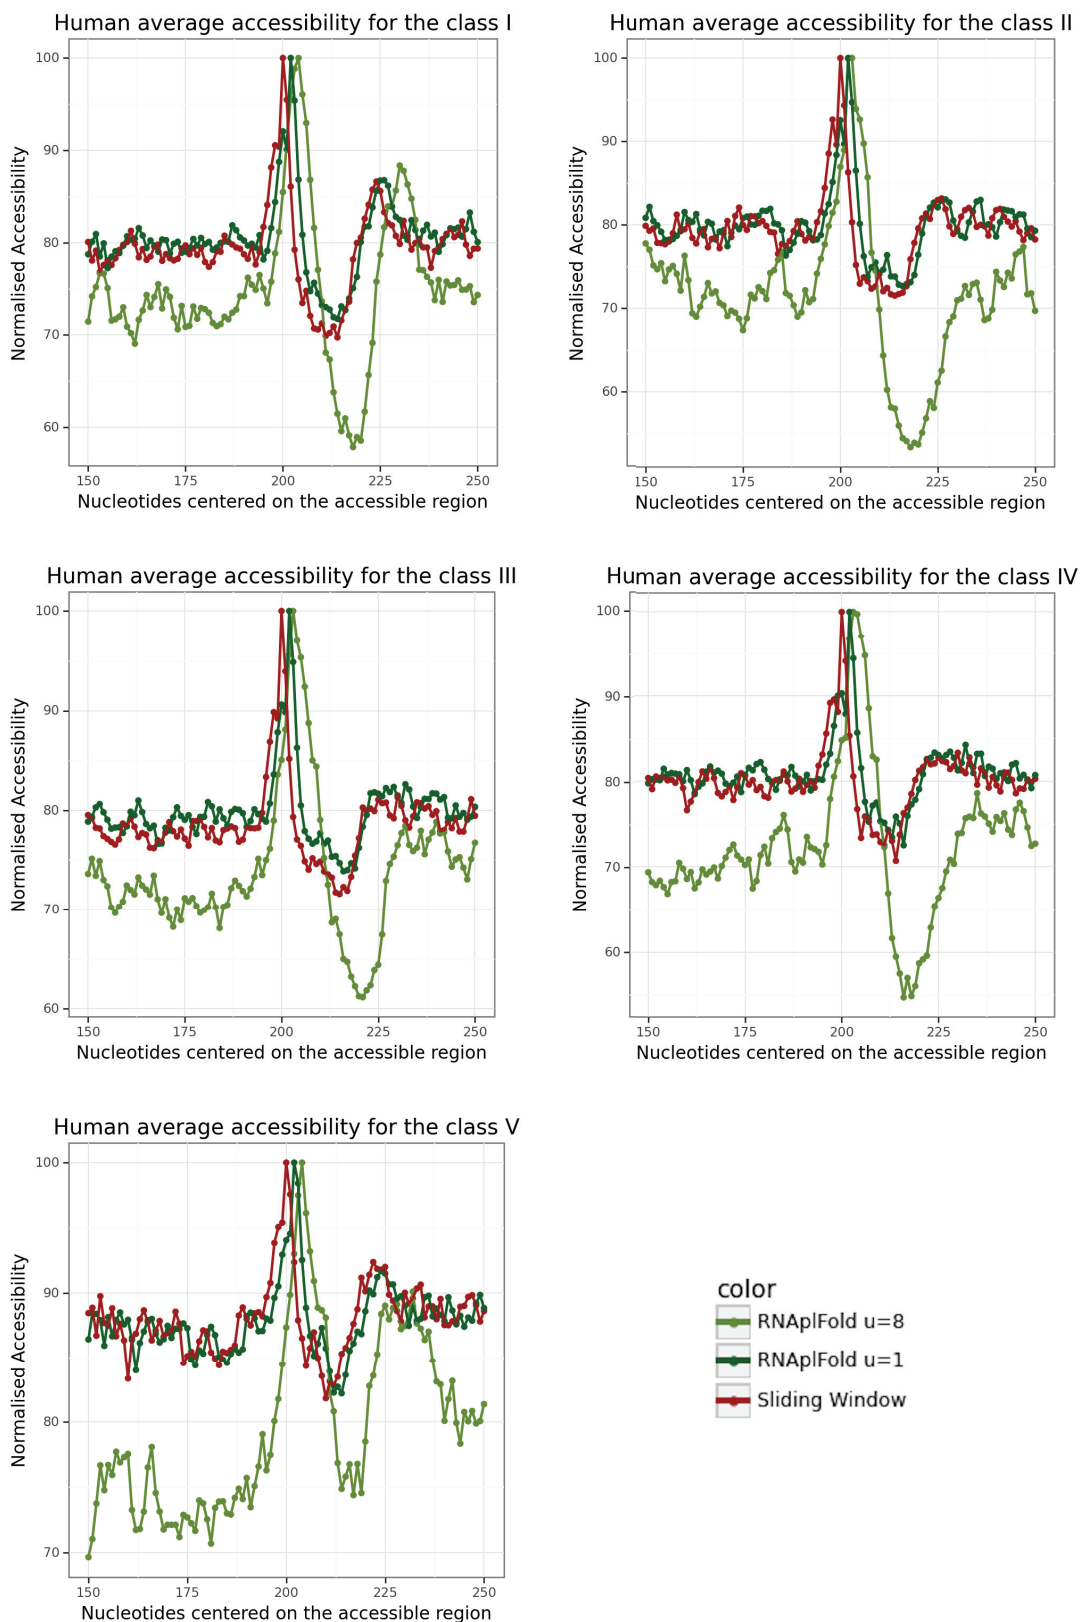 Human average accessibility for the class I
Normalised Accessibility
100
90
80
70
60
150 175 200 225 250
Nucleotides centered on the accessible region
Human average accessibility for the class II
Normalised Accessibility
100
90
80
70
60
150 175 200 225 250
Nucleotides centered on the accessible region
Human average accessibility for the class III
Normalised Accessibility
100
90
80
70
60
150 175 200 225 250
Nucleotides centered on the accessible region
Human average accessibility for the class IV
Normalised Accessibility
100
90
80
70
60
150 175 200 225 250
Nucleotides centered on the accessible region
Human average accessibility for the class V
Normalised Accessibility
100
90
80
70
150 175 200 225 250
Nucleotides centered on the accessible region
color
RNAplFold u=8
RNAplFold u=1
Sliding Window